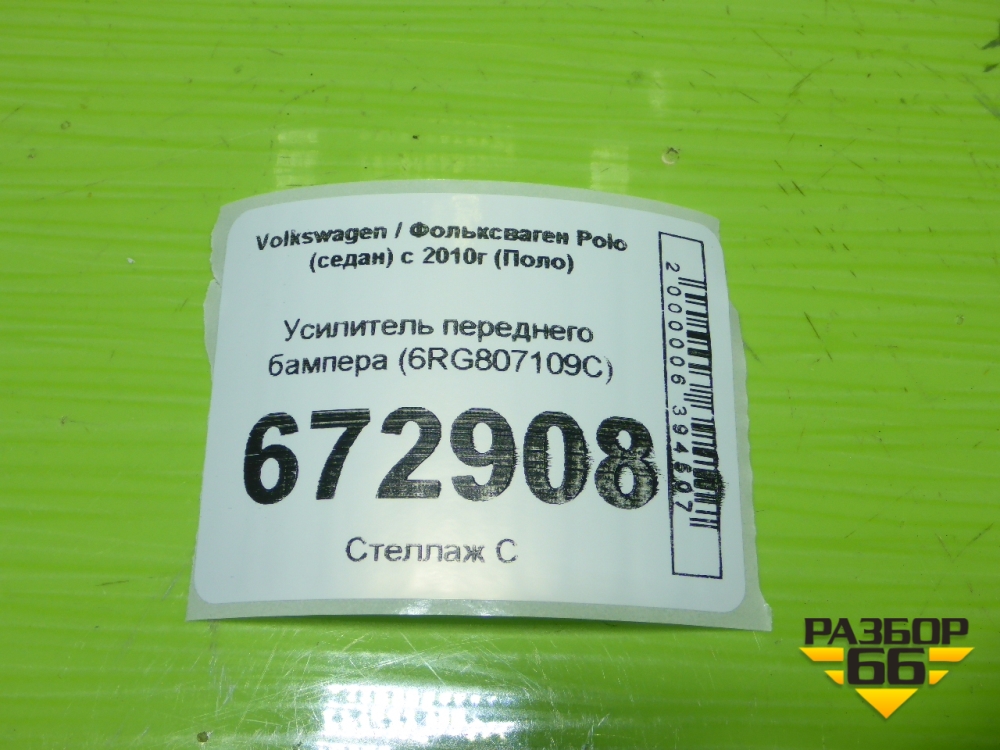 Volkswagen / Фольксваген Polo
(седан) с 2010г (Поло)
Усилитель переднего
бампера (6RG807109C)
672908
Стеллаж С
2000006394607
РАЗБОР
66